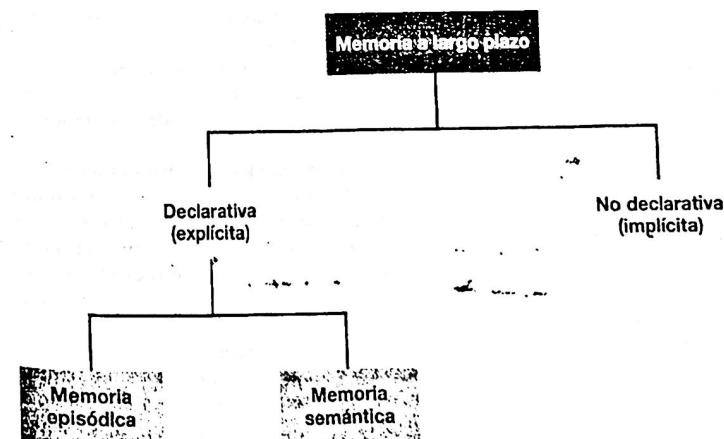 Memoria a largo plazo
Declarativa
(explícita)
No declarativa
(implícita)
Memoria
episódica
Memoria
semántica